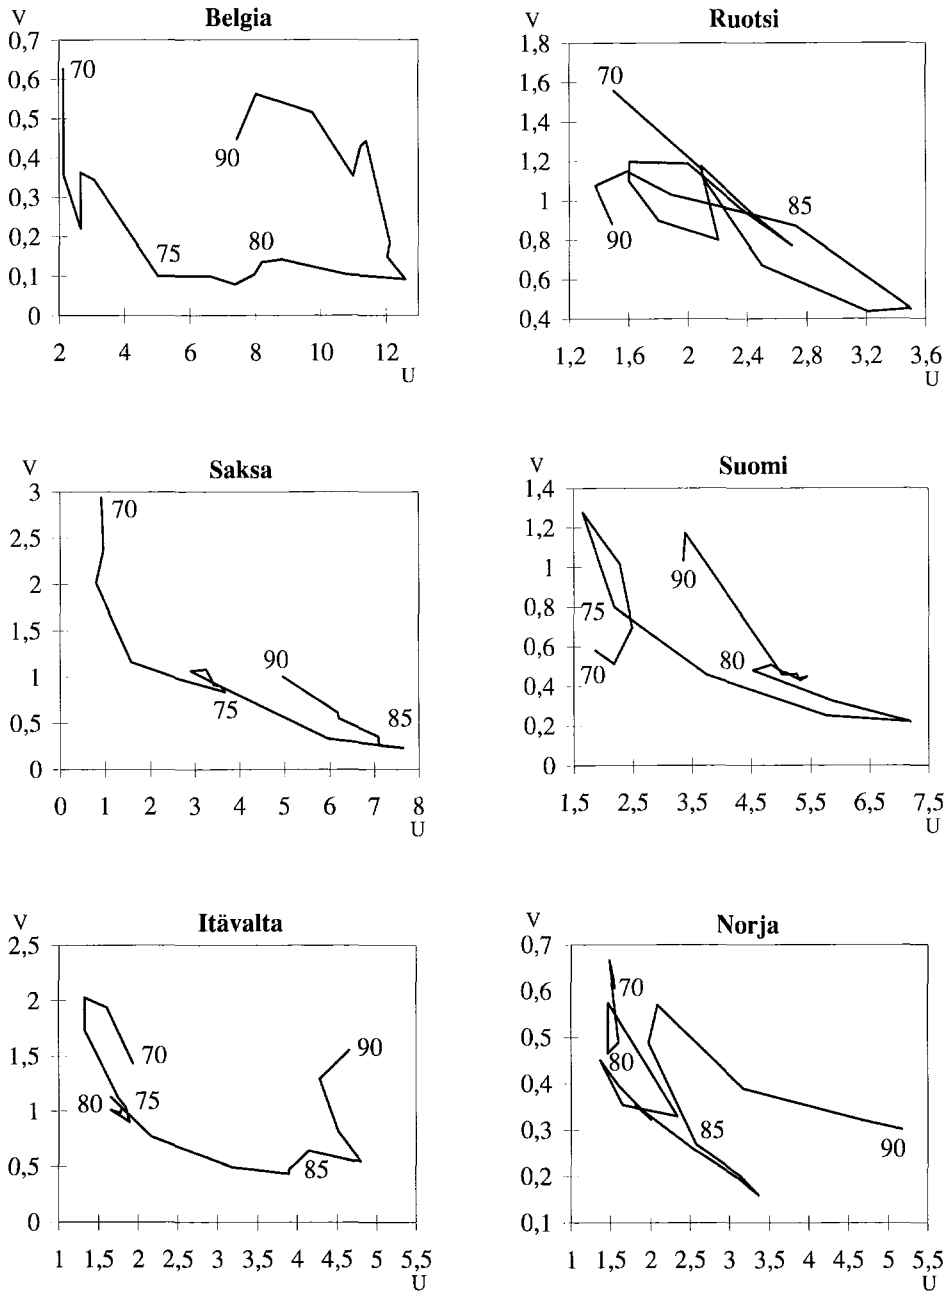 Belgia
V
0,7
0,6
0,5
0,4
0,3
0,2
0,1
0
70
75
80
90
2 4 6 8 10 12
U
Ruotsi
V
1,8
1,6
1,4
1,2
1
0,8
0,6
0,4
70
85
90
1,2 1,6 2 2,4 2,8 3,2 3,6
U
Saksa
V
3
2,5
2
1,5
1
0,5
0
70
75
90
85
0 1 2 3 4 5 6 7 8
U
Suomi
V
1,4
1,2
1
0,8
0,6
0,4
0,2
0
90
75
80
70
1,5 2,5 3,5 4,5 5,5 6,5 7,5
U
Itävalta
V
2,5
2
1,5
1
0,5
0
70
90
80
75
85
1 1,5 2 2,5 3 3,5 4 4,5 5 5,5
U
Norja
V
0,7
0,6
0,5
0,4
0,3
0,2
0,1
70
80
85
90
1 1,5 2 2,5 3 3,5 4 4,5 5 5,5
U